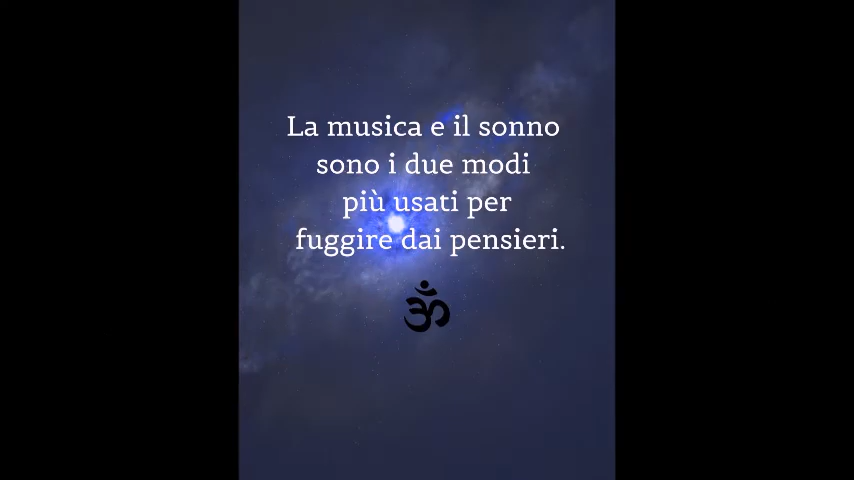 La musica e il sonno
sono i due modi
più usati per
fuggire dai pensieri.
ॐ